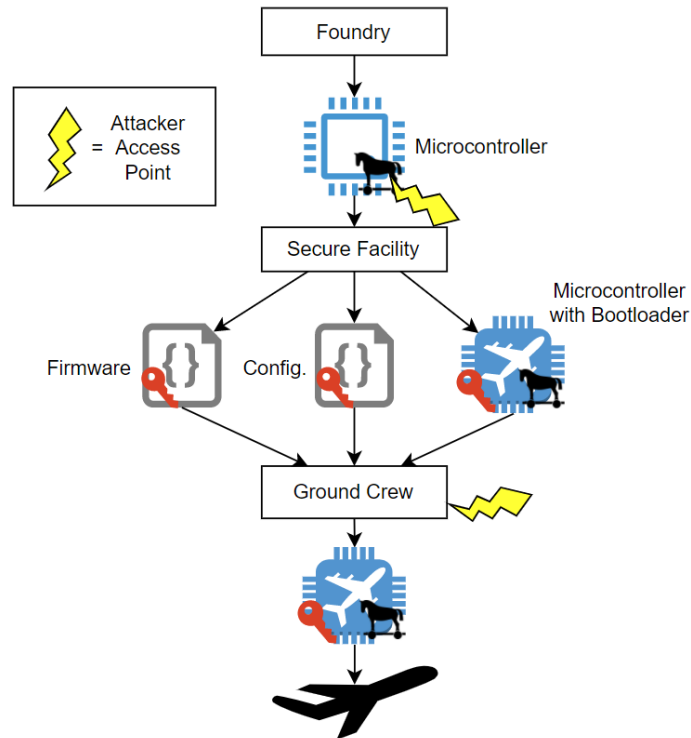 Foundry
Attacker
= Access
Point
Microcontroller
Secure Facility
Microcontroller
with Bootloader
Firmware
{}
Config.
{}
Ground Crew